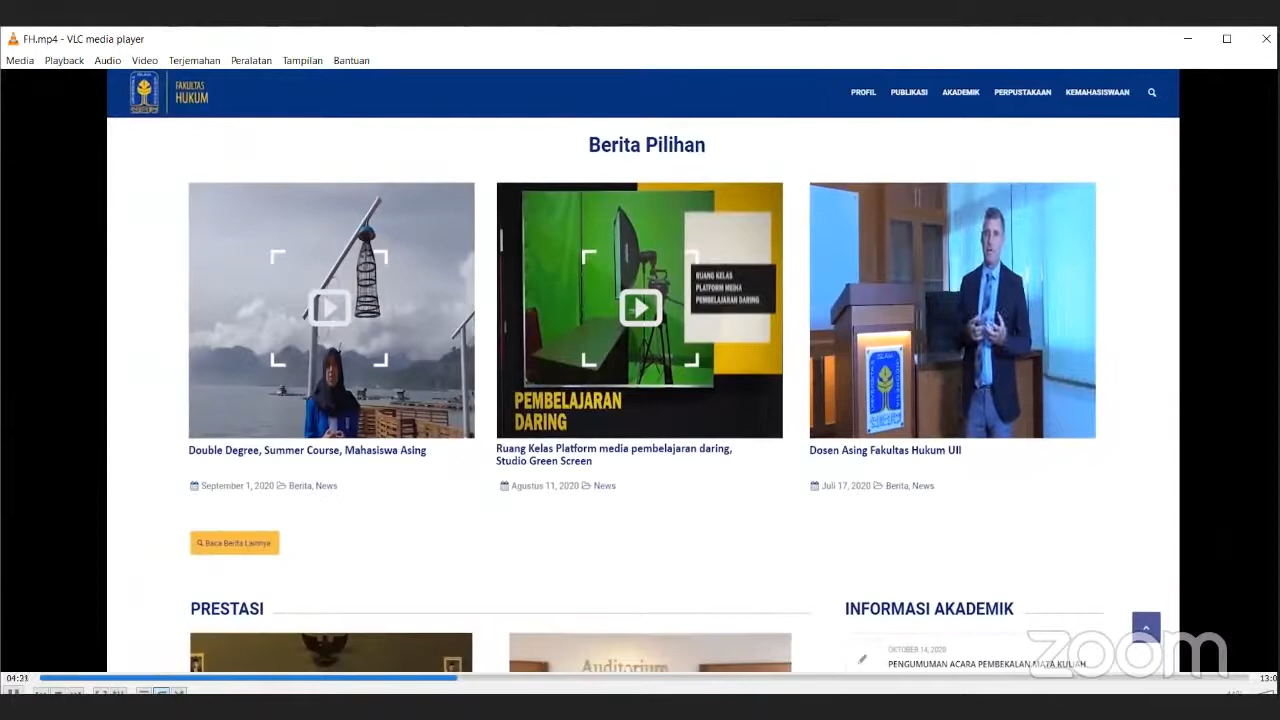 FH.mp4 - VLC media player
Media Playback Audio Video Terjemahan Peralatan Tampilan Bantuan
FAKULTAS
HUKUM
PROFIL PUBLIKASI AKADEMIK PERPUSTAKAAN KEMAHASISWAAN
Berita Pilihan
RUANG KELAS
PLATFORM MEDIA
PEMBELAJARAN DARING
PEMBELAJARAN
DARING
ISLAM
Double Degree, Summer Course, Mahasiswa Asing
Ruang Kelas Platform media pembelajaran daring,
Studio Green Screen
Dosen Asing Fakultas Hukum UII
September 1, 2020 Berita, News
Agustus 11, 2020 News
Juli 17, 2020 Berita, News
Baca Berita Lainnya
PRESTASI
INFORMASI AKADEMIK
Auditorium
OKTOBER 14, 2020
PENGUMUMAN ACARA PEMBEKALAN MATA KULIAH
zoom
04:31